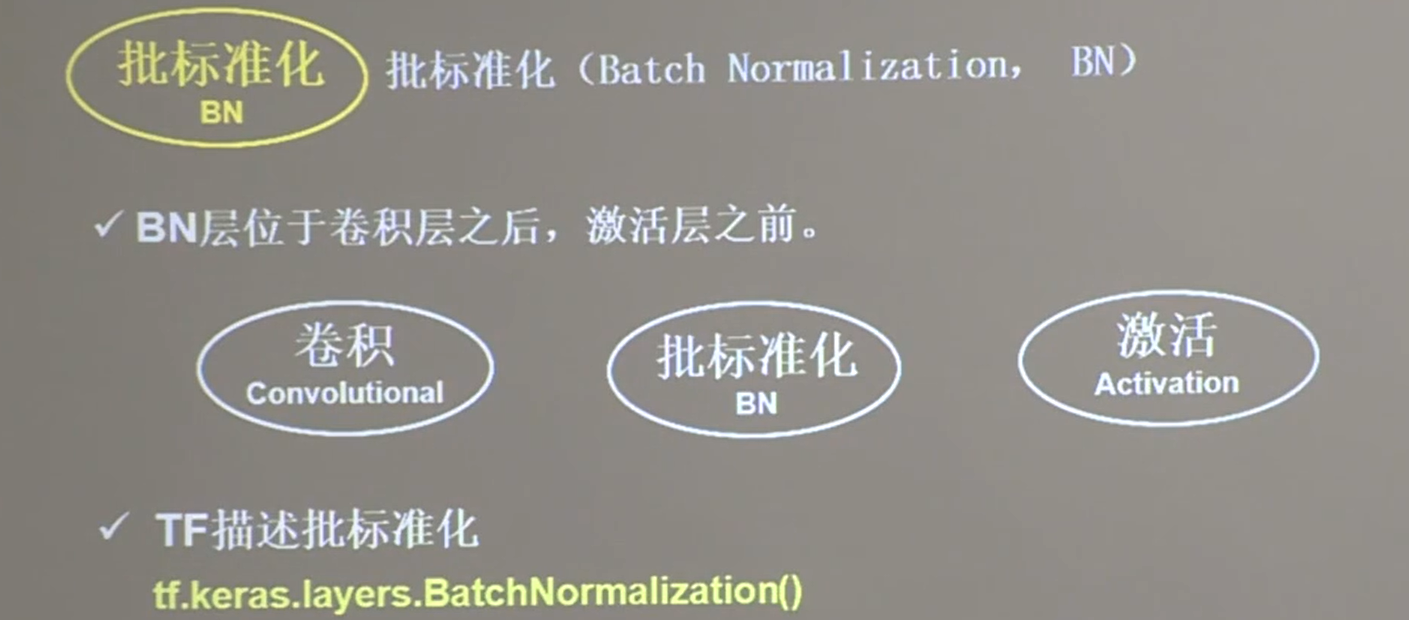 批标准化
BN
批标准化（Batch Normalization， BN）
✓ BN层位于卷积层之后，激活层之前。
卷积
Convolutional
批标准化
BN
激活
Activation
✓ TF描述批标准化
tf.keras.layers.BatchNormalization()